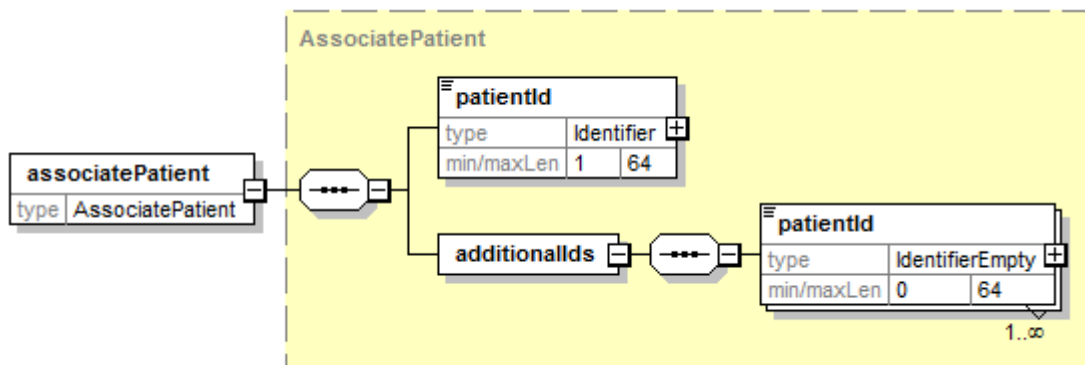 AssociatePatient
patientId
type Identifier
min/maxLen 1 64
associatePatient
type AssociatePatient
additionalIds
patientId
type IdentifierEmpty
min/maxLen 0 64
1..∞